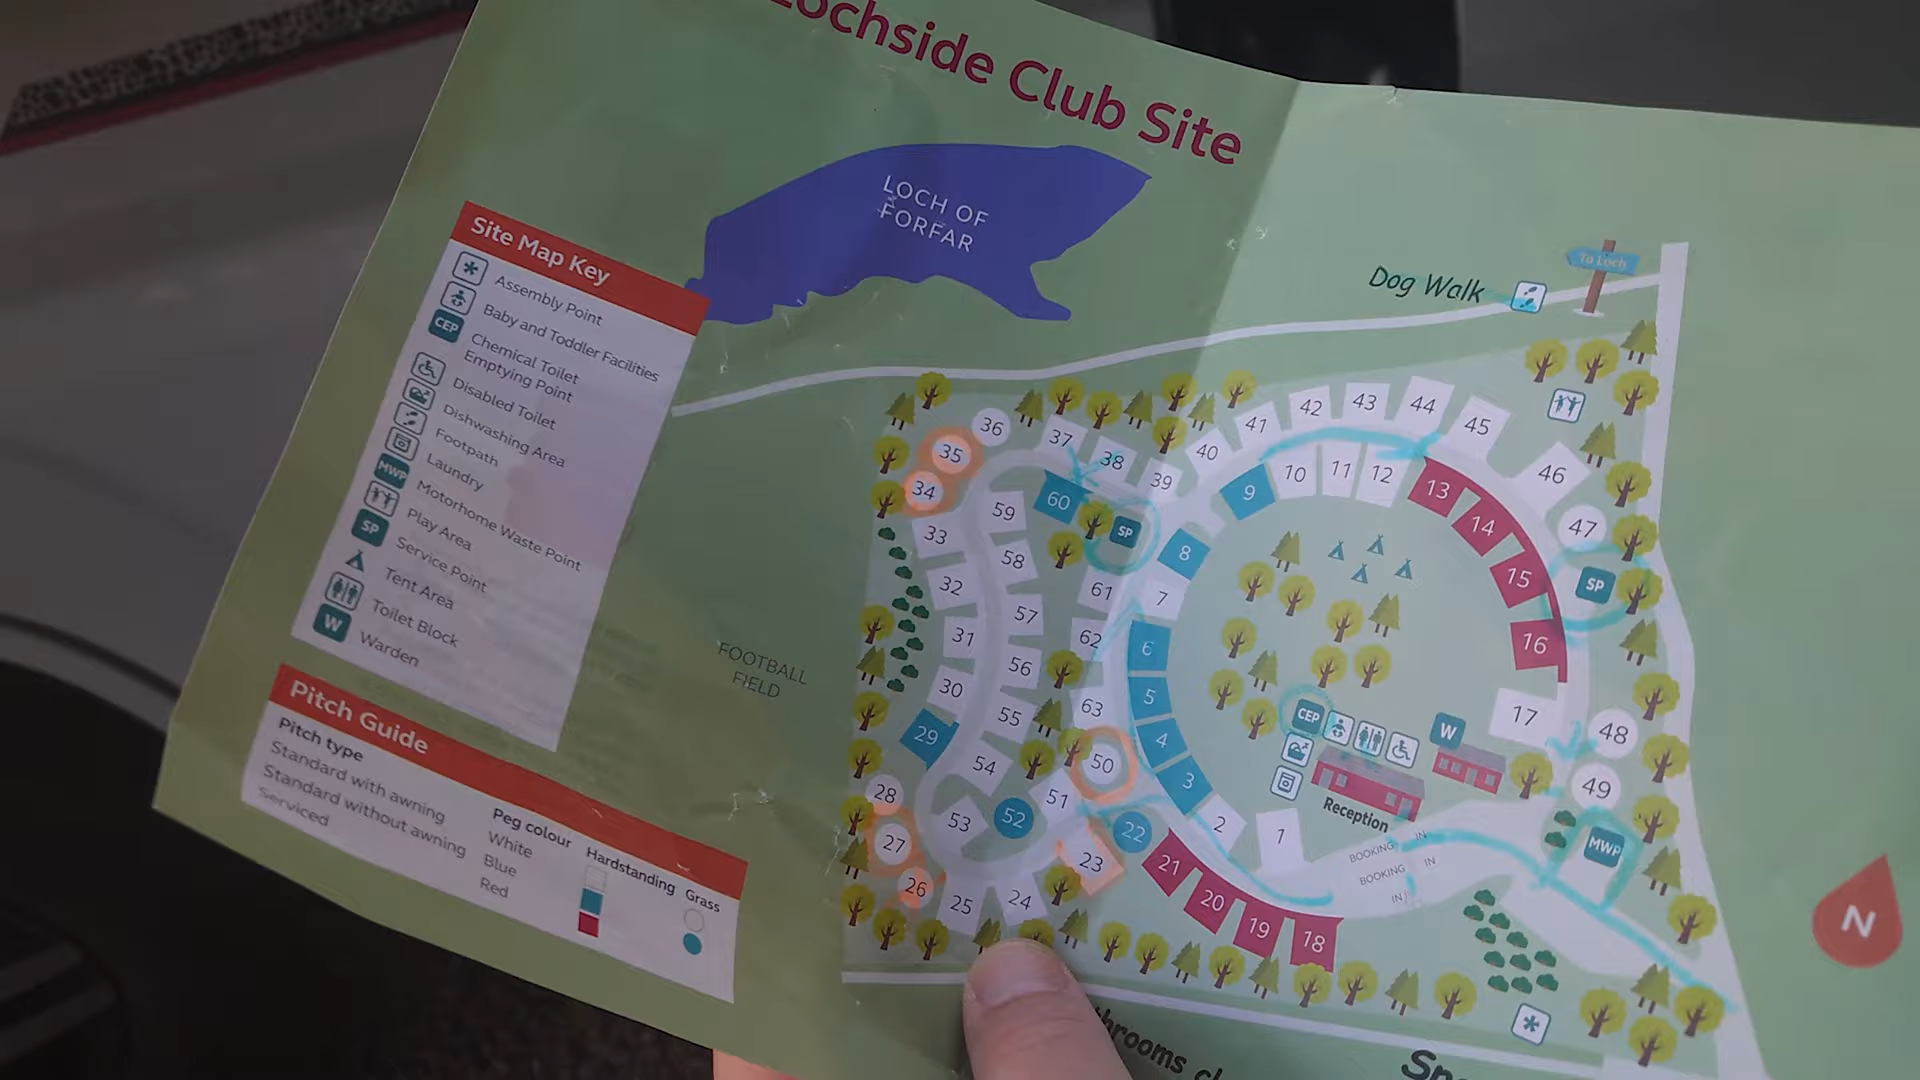 Lochside Club Site
LOCH OF
FORFAR
Site Map Key
Assembly Point
Baby and Toddler Facilities
CEP
Chemical Toilet
Emptying Point
Disabled Toilet
Dishwashing Area
Footpath
Laundry
MWP
Motorhome Waste Point
Play Area
SP
Service Point
Tent Area
Toilet Block
W
Warden
Pitch Guide
Pitch type
Peg colour
Hardstanding
Grass
Standard with awning
White
Standard without awning
Blue
Serviced
Red
Dog Walk
To Loch
FOOTBALL
FIELD
36
35
34
33
32
31
30
29
28
27
26
25
24
23
22
37
38
39
40
41
42
43
44
45
46
47
48
49
60
59
58
57
56
55
54
53
52
51
50
61
62
63
SP
9
10
11
12
13
14
15
16
17
8
7
6
5
4
3
2
1
21
20
19
18
SP
CEP
W
MWP
Reception
BOOKING IN
BOOKING IN
IN
N